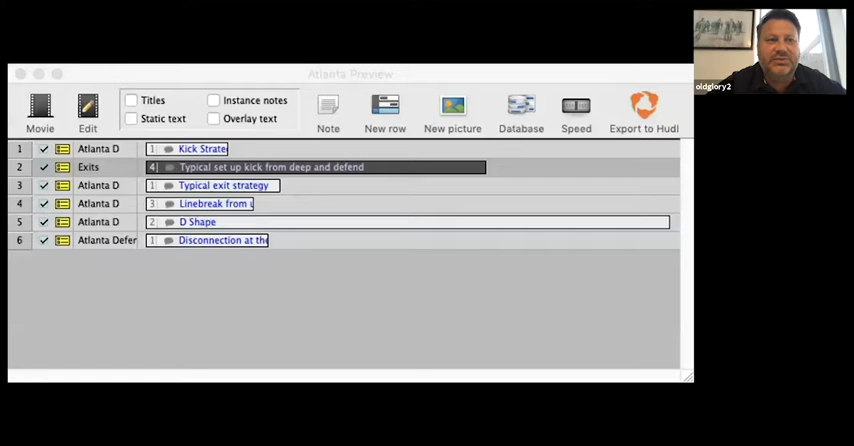 Atlanta Preview
Titles
Instance notes
Static text
Overlay text
Movie
Edit
Note
New row
New picture
Database
Speed
Export to Hudl
1 Atlanta D 1 Kick Strate
2 Exits 4 Typical set up kick from deep and defend
3 Atlanta D 1 Typical exit strategy
4 Atlanta D 3 Linebreak from u
5 Atlanta D 2 D Shape
6 Atlanta Defer 1 Disconnection at the
oldglory2